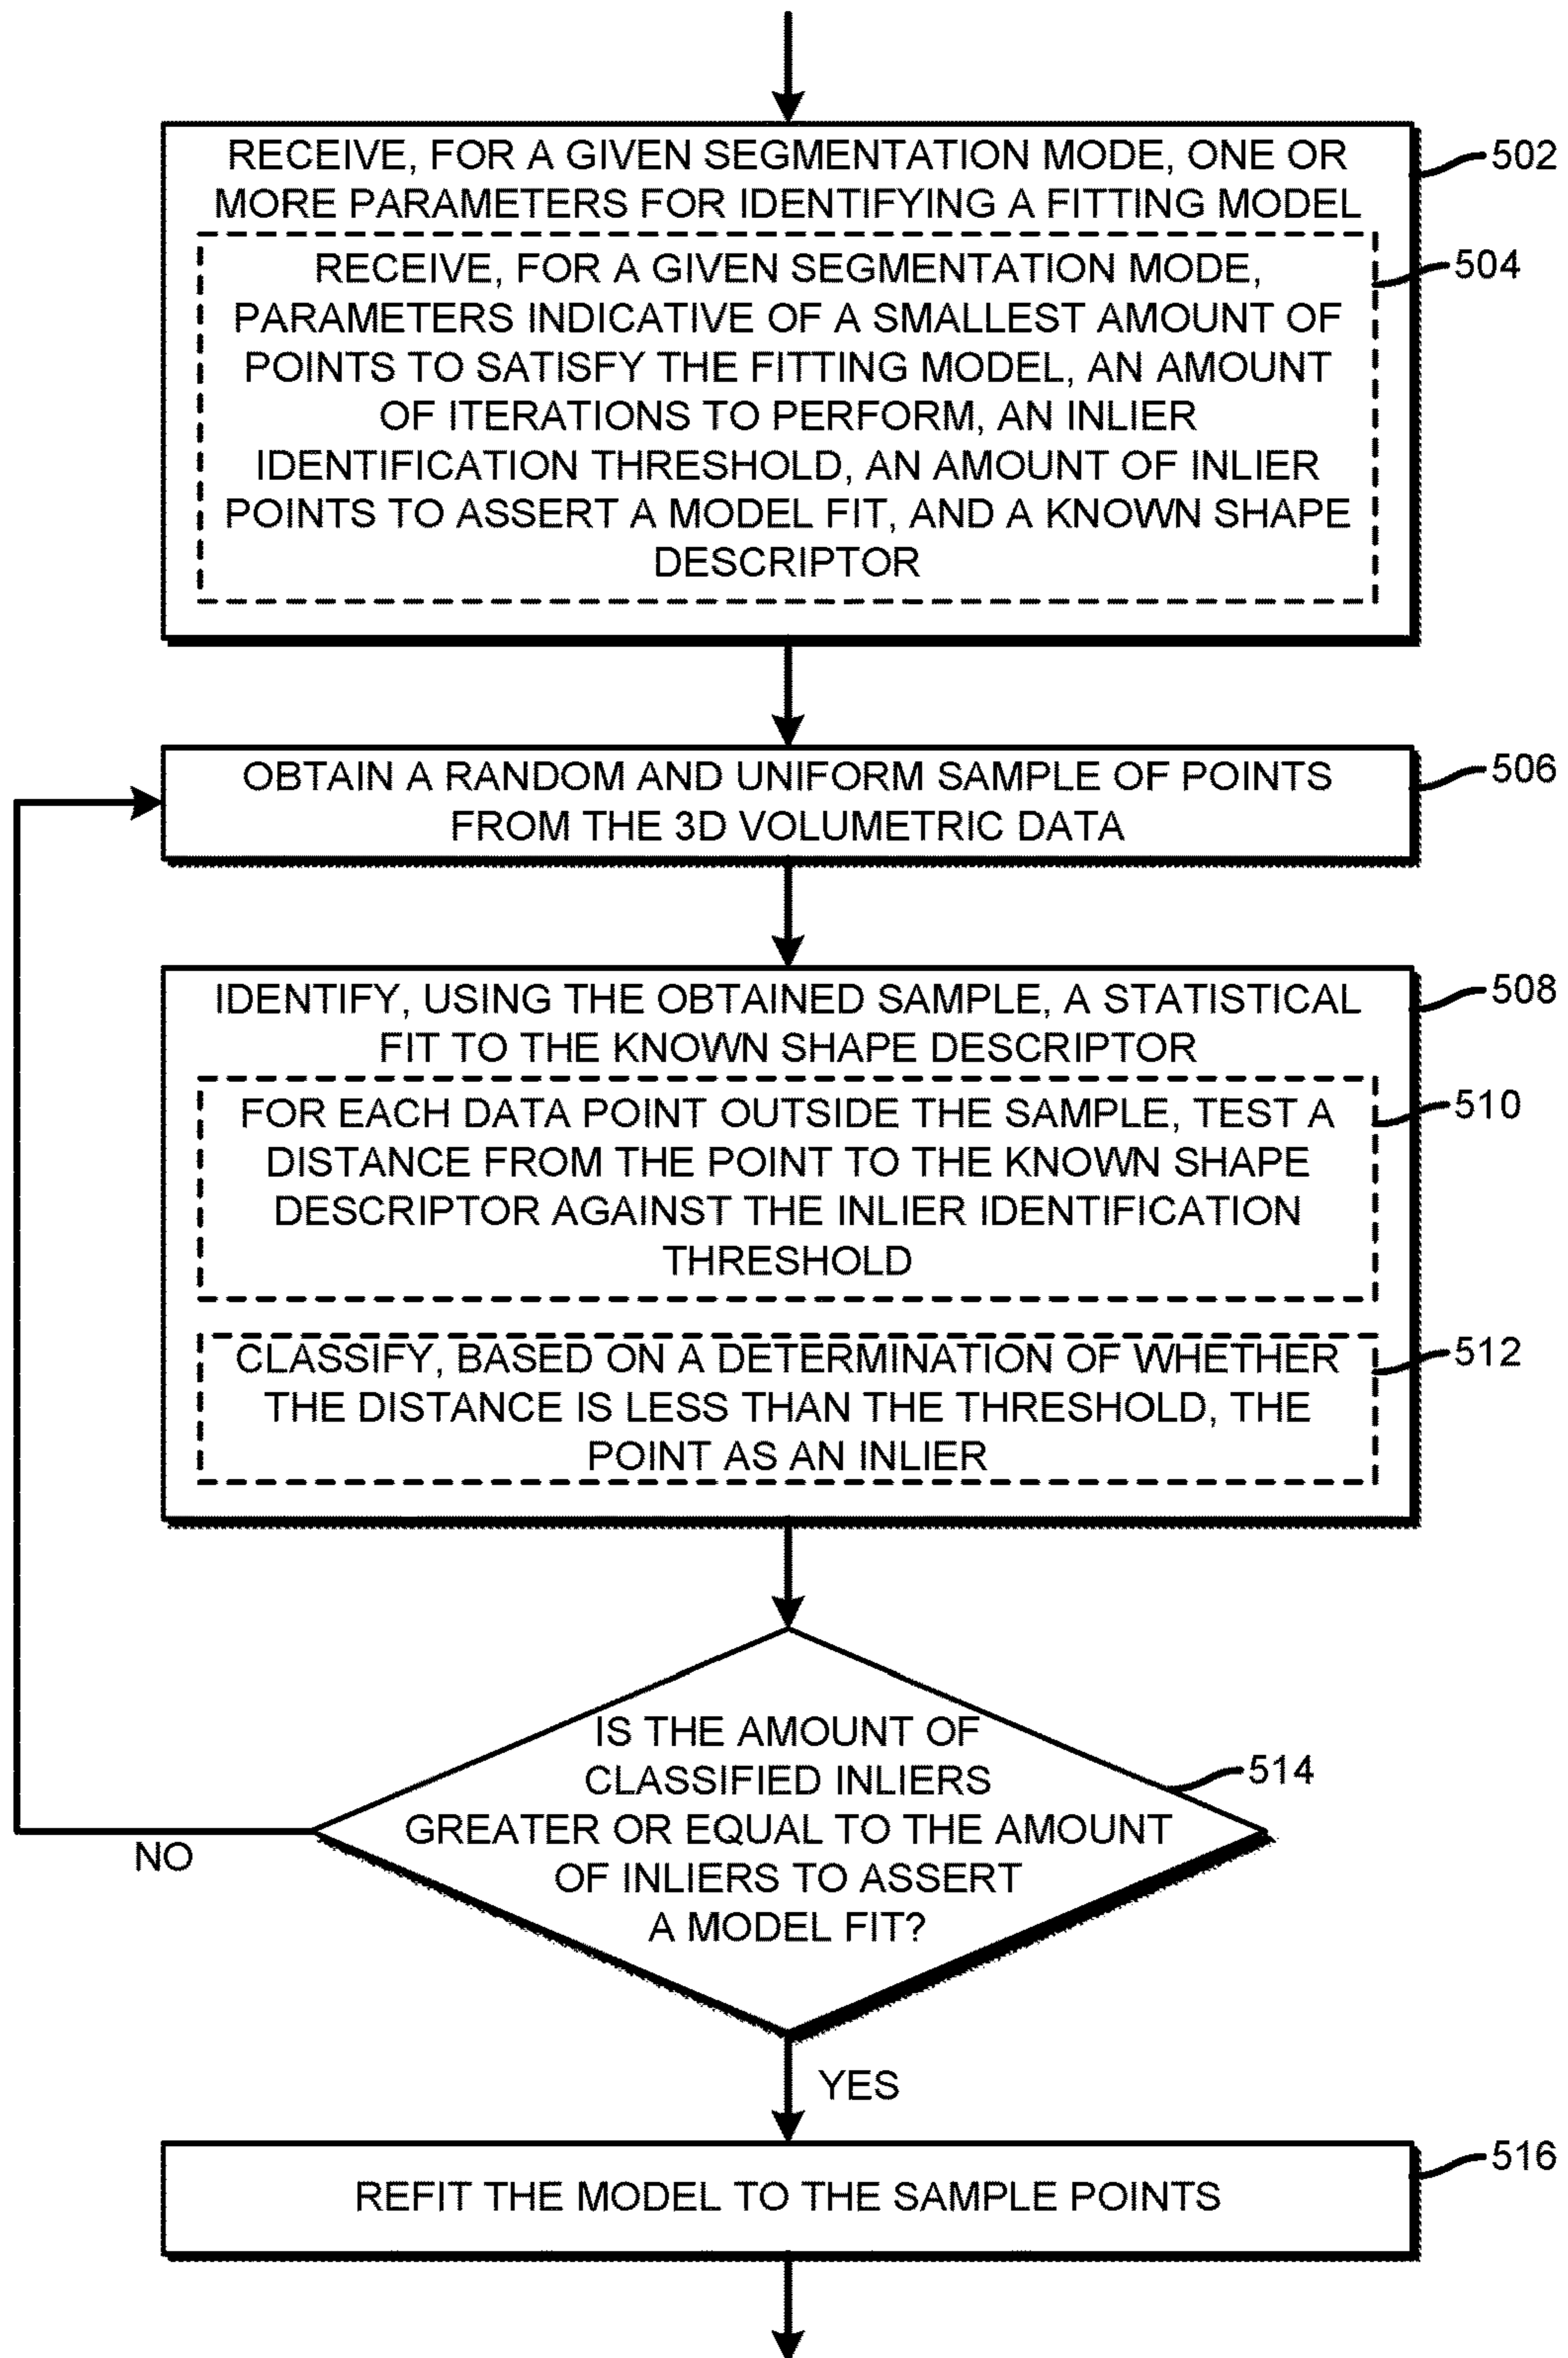 RECEIVE, FOR A GIVEN SEGMENTATION MODE, ONE OR
MORE PARAMETERS FOR IDENTIFYING A FITTING MODEL
502
RECEIVE, FOR A GIVEN SEGMENTATION MODE,
PARAMETERS INDICATIVE OF A SMALLEST AMOUNT OF
POINTS TO SATISFY THE FITTING MODEL, AN AMOUNT
OF ITERATIONS TO PERFORM, AN INLIER
IDENTIFICATION THRESHOLD, AN AMOUNT OF INLIER
POINTS TO ASSERT A MODEL FIT, AND A KNOWN SHAPE
DESCRIPTOR
504
OBTAIN A RANDOM AND UNIFORM SAMPLE OF POINTS
FROM THE 3D VOLUMETRIC DATA
506
IDENTIFY, USING THE OBTAINED SAMPLE, A STATISTICAL
FIT TO THE KNOWN SHAPE DESCRIPTOR
508
FOR EACH DATA POINT OUTSIDE THE SAMPLE, TEST A
DISTANCE FROM THE POINT TO THE KNOWN SHAPE
DESCRIPTOR AGAINST THE INLIER IDENTIFICATION
THRESHOLD
510
CLASSIFY, BASED ON A DETERMINATION OF WHETHER
THE DISTANCE IS LESS THAN THE THRESHOLD, THE
POINT AS AN INLIER
512
IS THE AMOUNT OF
CLASSIFIED INLIERS
GREATER OR EQUAL TO THE AMOUNT
OF INLIERS TO ASSERT
A MODEL FIT?
514
NO
YES
REFIT THE MODEL TO THE SAMPLE POINTS
516